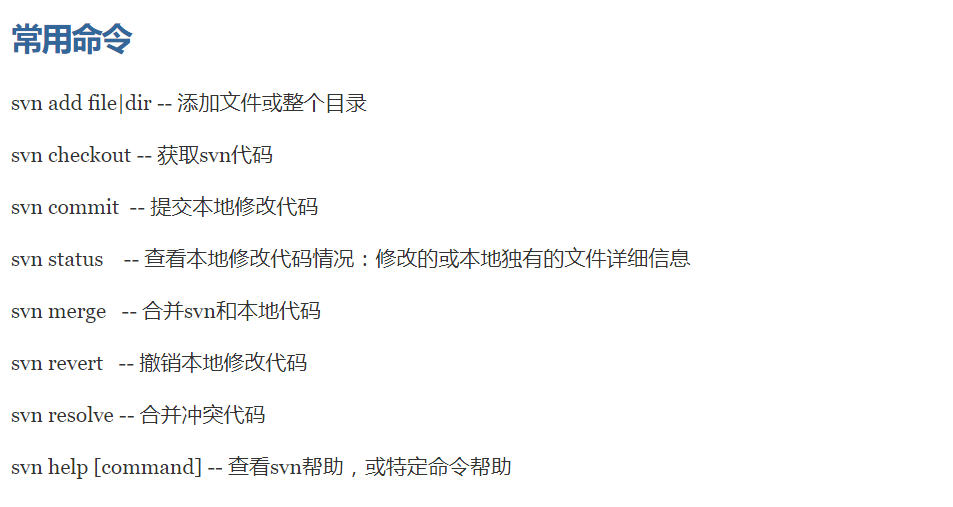 常用命令
svn add file|dir -- 添加文件或整个目录
svn checkout -- 获取svn代码
svn commit  -- 提交本地修改代码
svn status    -- 查看本地修改代码情况：修改的或本地独有的文件详细信息
svn merge   -- 合并svn和本地代码
svn revert   -- 撤销本地修改代码
svn resolve -- 合并冲突代码
svn help [command] -- 查看svn帮助，或特定命令帮助